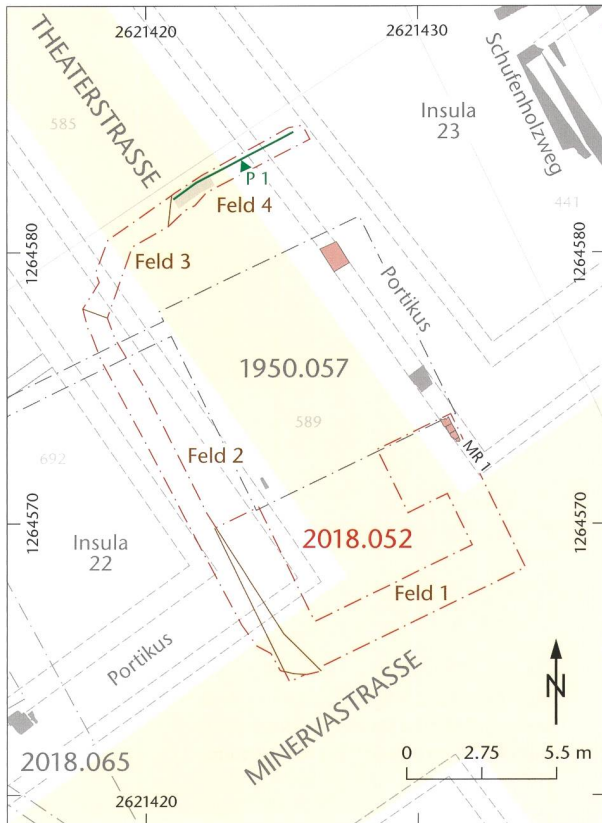 2621420
2621430
THEATERSTRASSE
Schufenholzweg
Insula
23
585
P 1
441
Feld 4
1264580
1264580
Feld 3
Portikus
1950.057
589
692
Feld 2
MR 1
1264570
1264570
2018.052
Insula
22
Feld 1
Portikus
MINERVASTRASSE
N
0 2.75 5.5 m
2018.065
2621420